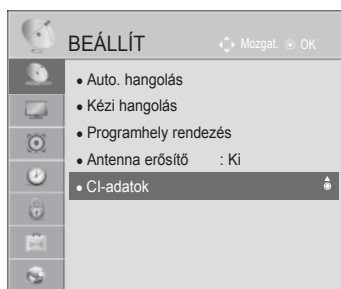 BEÁLLÍT
Mozgat. OK
• Auto. hangolás
• Kézi hangolás
• Programhely rendezés
• Antenna erősítő : Ki
• CI-adatok